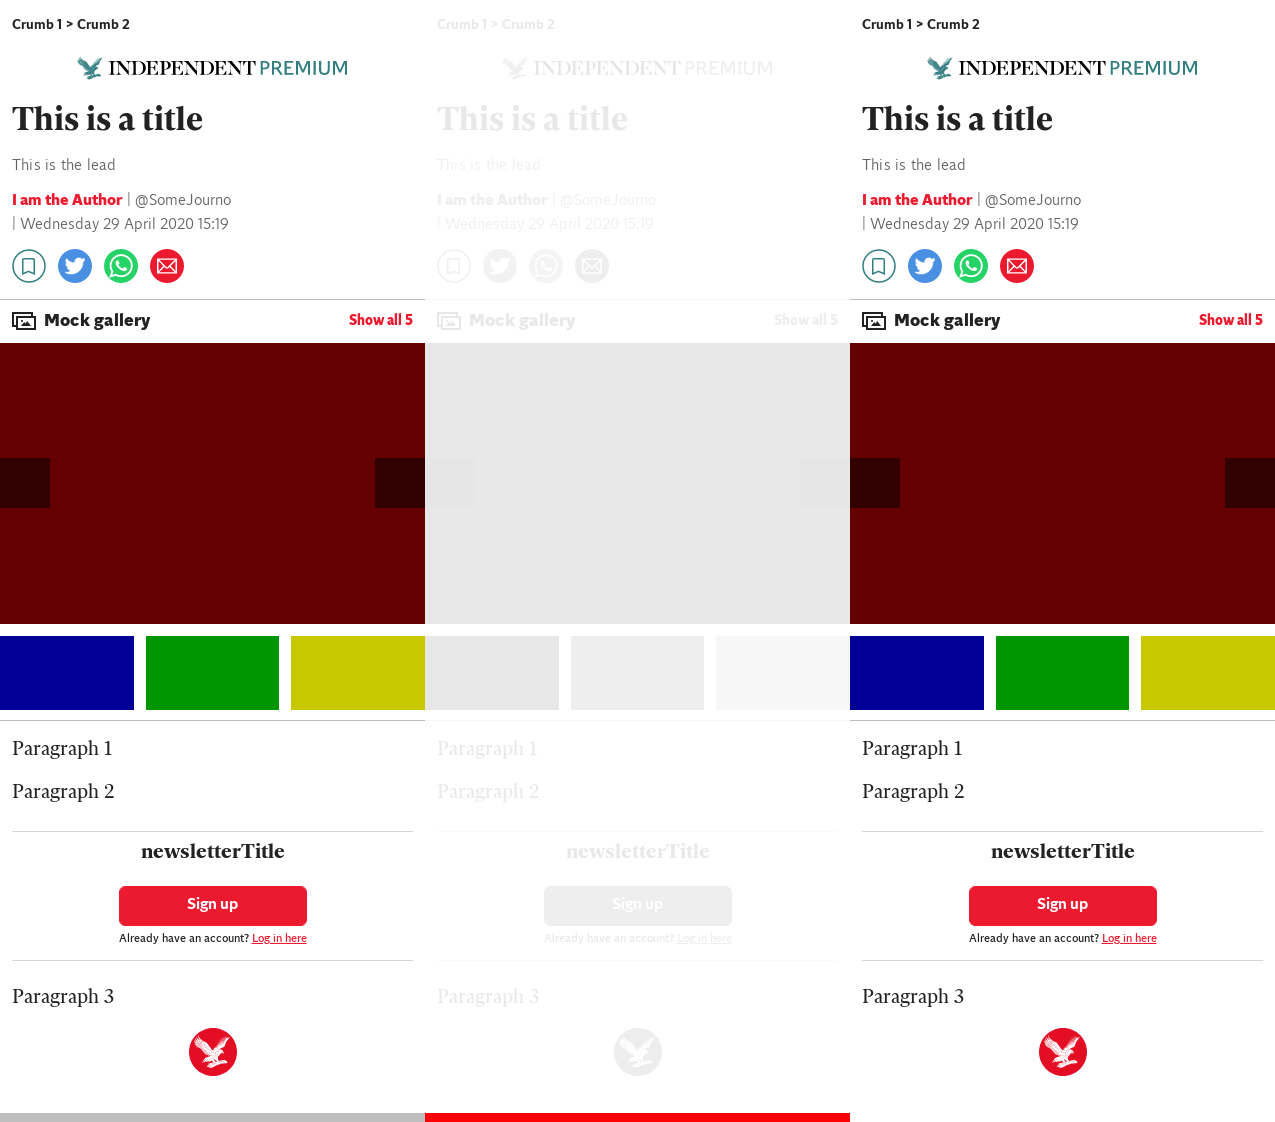 Crumb 1 > Crumb 2
INDEPENDENT PREMIUM
This is a title
This is the lead
I am the Author | @SomeJourno
| Wednesday 29 April 2020 15:19
Mock gallery
Show all 5
Paragraph 1
Paragraph 2
newsletterTitle
Sign up
Already have an account? Log in here
Paragraph 3
Crumb 1 > Crumb 2
INDEPENDENT PREMIUM
This is a title
This is the lead
I am the Author | @SomeJourno
| Wednesday 29 April 2020 15:19
Mock gallery
Show all 5
Paragraph 1
Paragraph 2
newsletterTitle
Sign up
Already have an account? Log in here
Paragraph 3
Crumb 1 > Crumb 2
INDEPENDENT PREMIUM
This is a title
This is the lead
I am the Author | @SomeJourno
| Wednesday 29 April 2020 15:19
Mock gallery
Show all 5
Paragraph 1
Paragraph 2
newsletterTitle
Sign up
Already have an account? Log in here
Paragraph 3